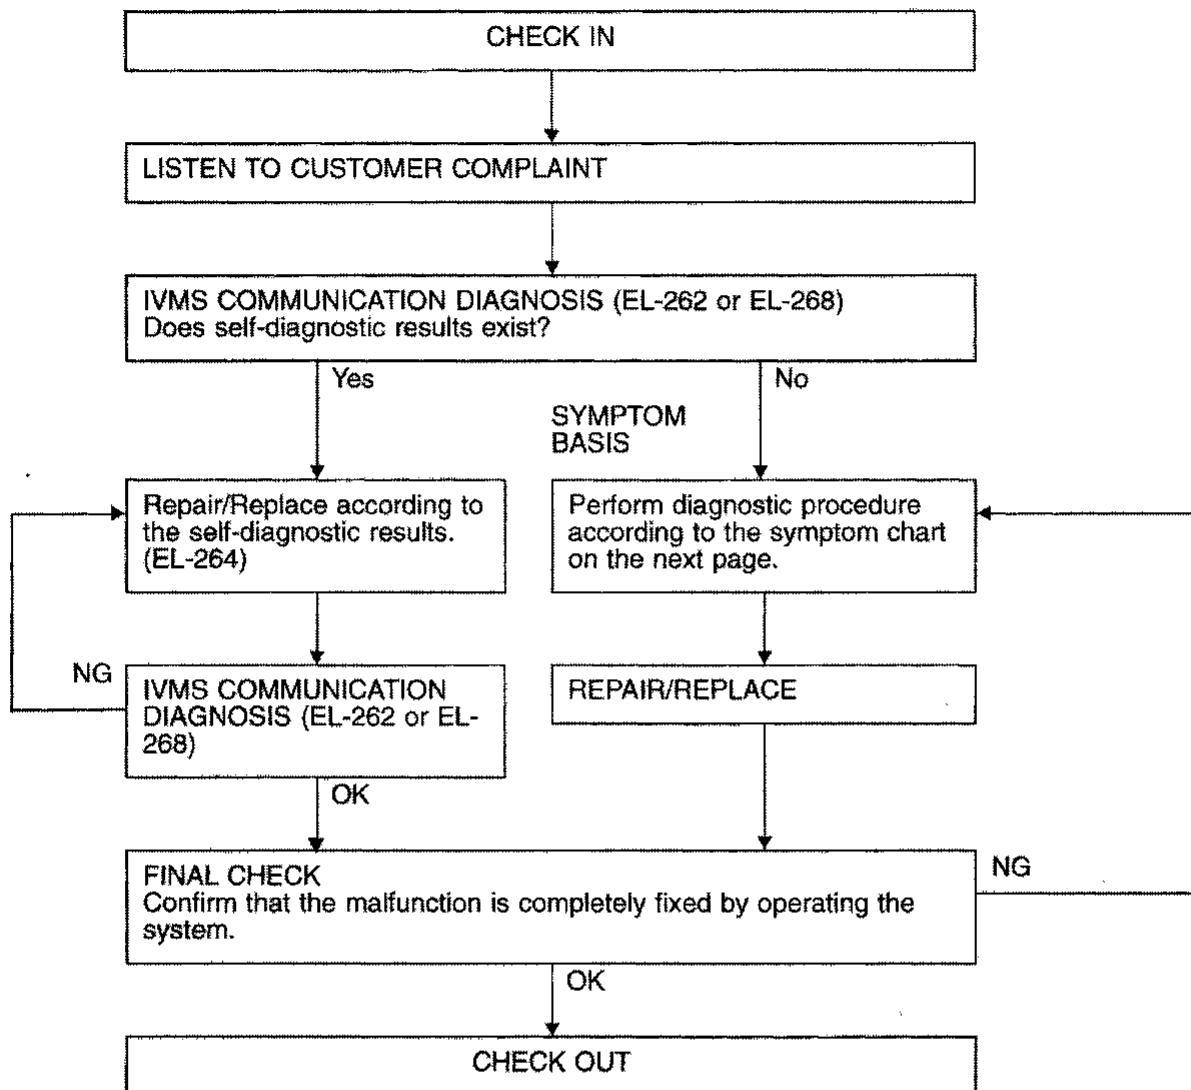 CHECK IN
LISTEN TO CUSTOMER COMPLAINT
IVMS COMMUNICATION DIAGNOSIS (EL-262 or EL-268)
Does self-diagnostic results exist?
Yes
No
SYMPTOM
BASIS
Repair/Replace according to
the self-diagnostic results.
(EL-264)
Perform diagnostic procedure
according to the symptom chart
on the next page.
NG
IVMS COMMUNICATION
DIAGNOSIS (EL-262 or EL-
268)
REPAIR/REPLACE
OK
FINAL CHECK
Confirm that the malfunction is completely fixed by operating the
system.
NG
OK
CHECK OUT